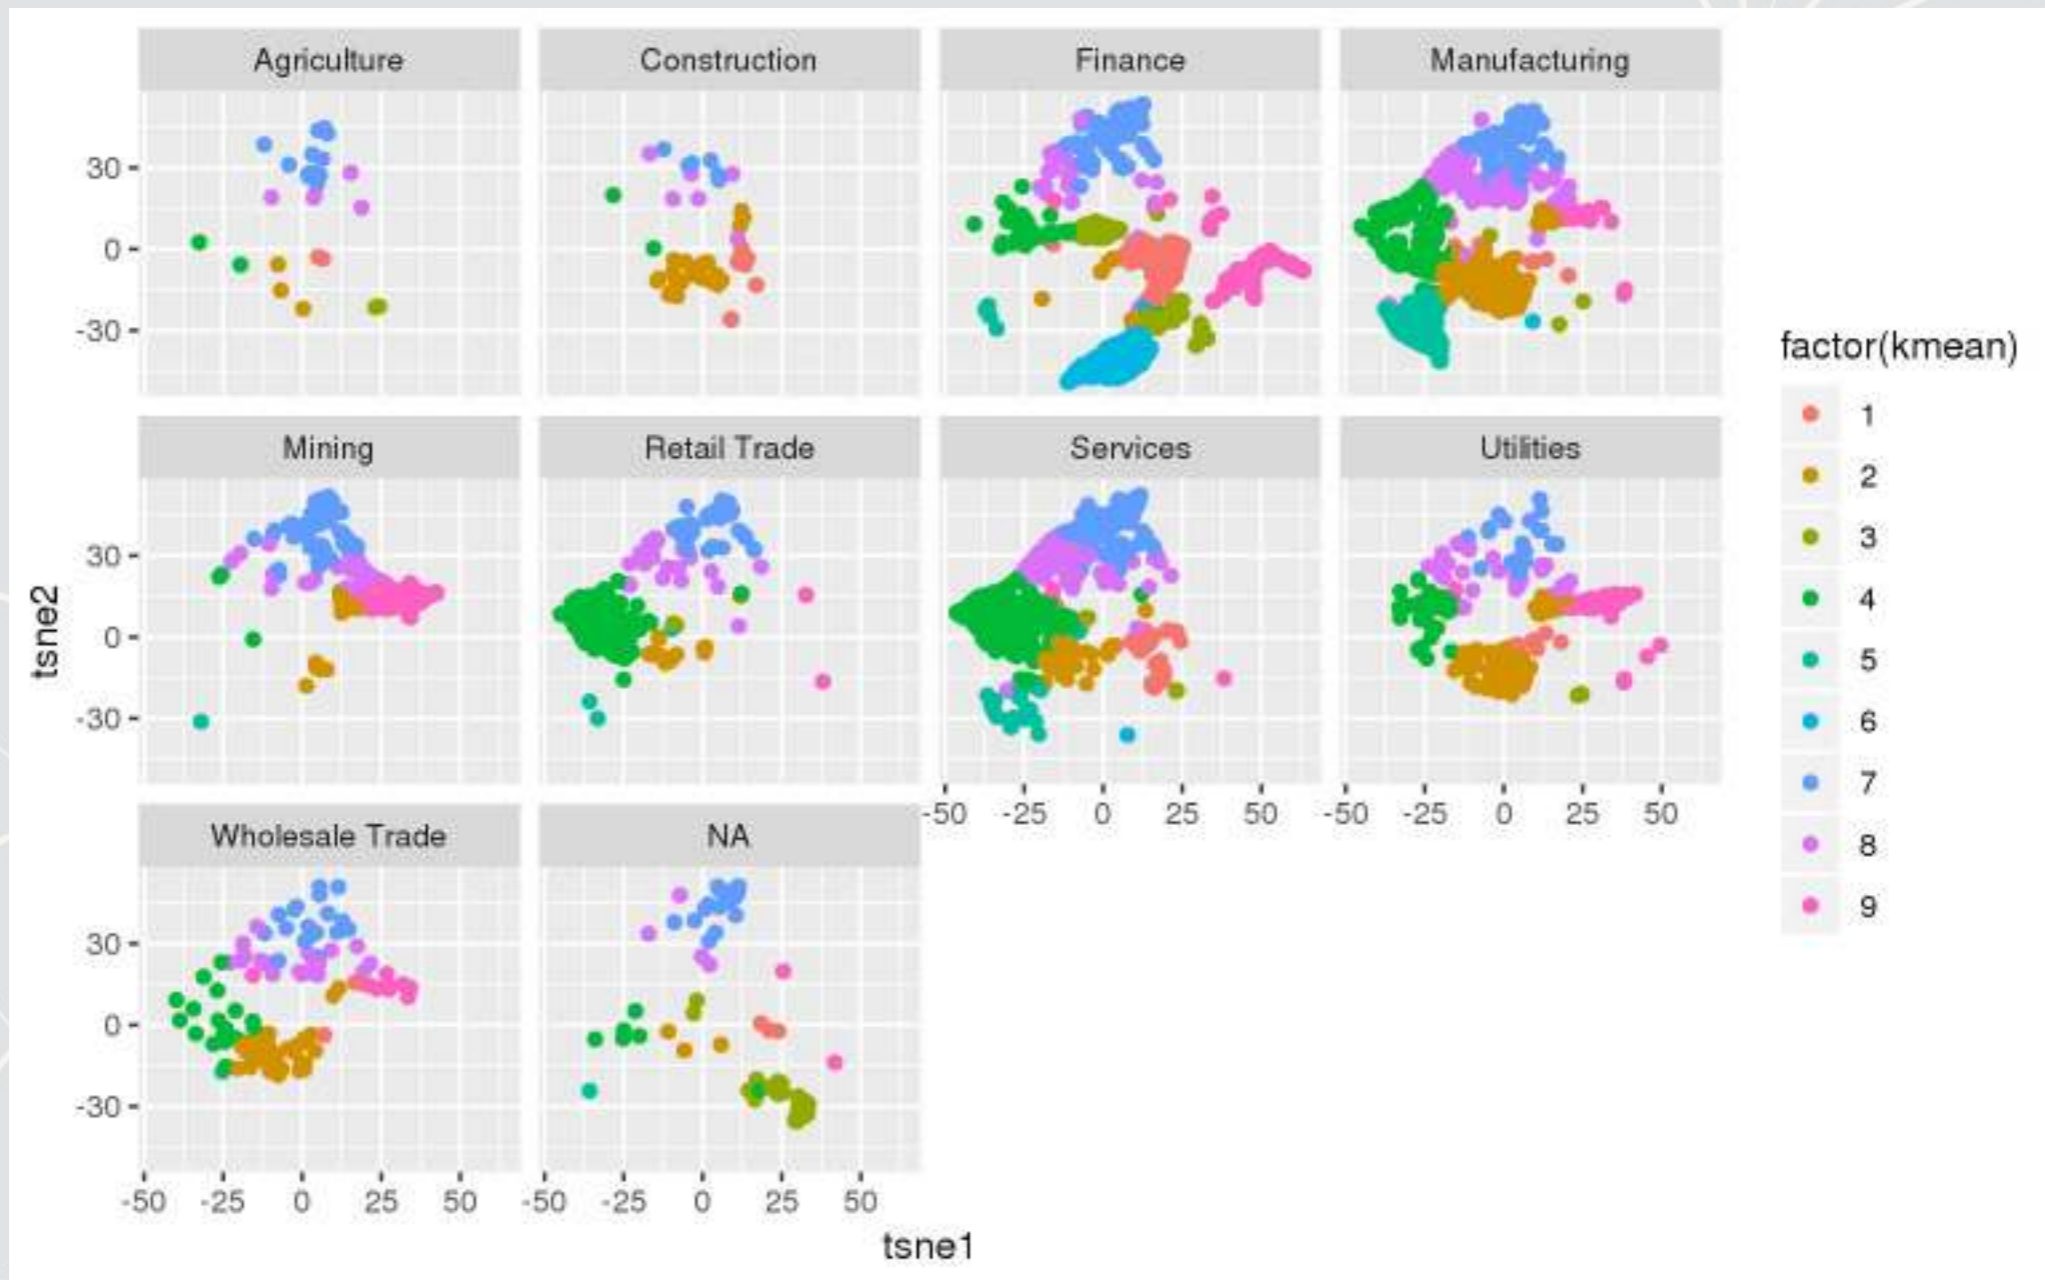 Agriculture Construction Finance Manufacturing
30
0
-30
Mining Retail Trade Services Utilities
30
0
-30
-50 -25 0 25 50 -50 -25 0 25 50
Wholesale Trade NA
30
0
-30
-50 -25 0 25 50 -50 -25 0 25 50
tsne2
tsne1
factor(kmean)
1
2
3
4
5
6
7
8
9